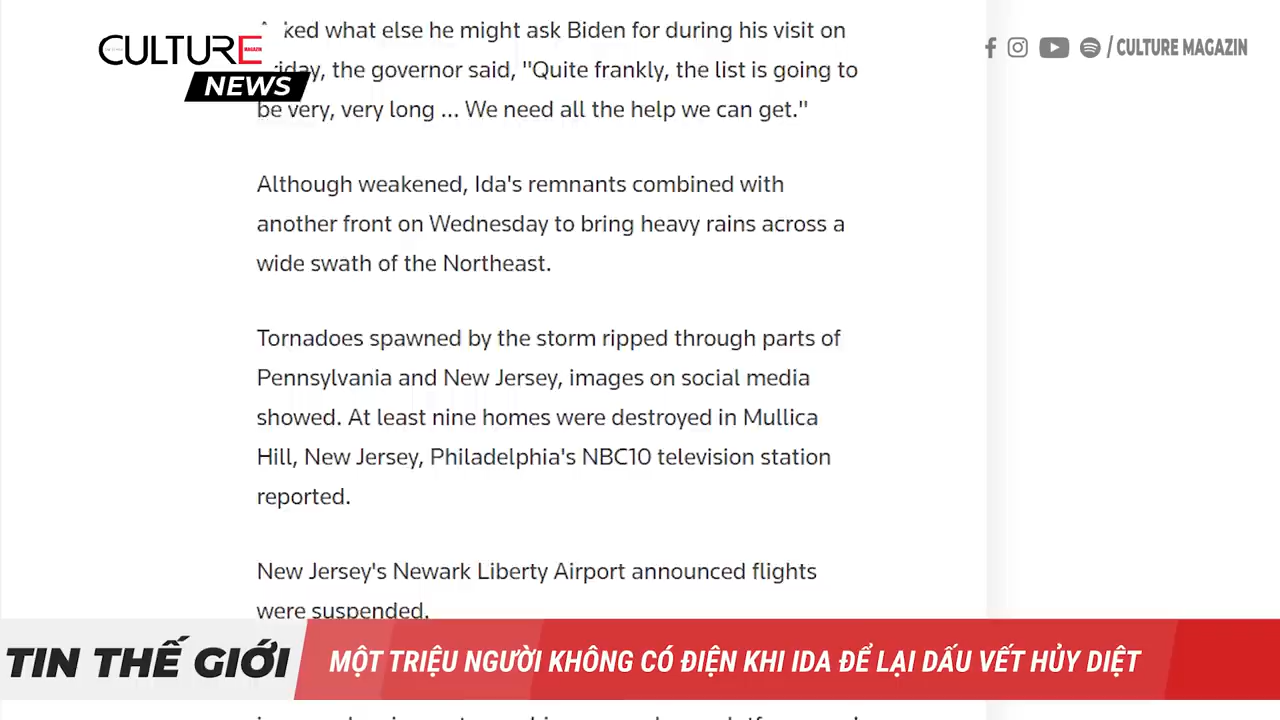 CULTURE
MAGAZIN
NEWS
/ CULTURE MAGAZIN
ked what else he might ask Biden for during his visit on
the governor said, "Quite frankly, the list is going to
be very, very long ... We need all the help we can get."
Although weakened, Ida's remnants combined with
another front on Wednesday to bring heavy rains across a
wide swath of the Northeast.
Tornadoes spawned by the storm ripped through parts of
Pennsylvania and New Jersey, images on social media
showed. At least nine homes were destroyed in Mullica
Hill, New Jersey, Philadelphia's NBC10 television station
reported.
New Jersey's Newark Liberty Airport announced flights
were suspended.
TIN THẾ GIỚI
MỘT TRIỆU NGƯỜI KHÔNG CÓ ĐIỆN KHI IDA ĐỂ LẠI DẤU VẾT HỦY DIỆT